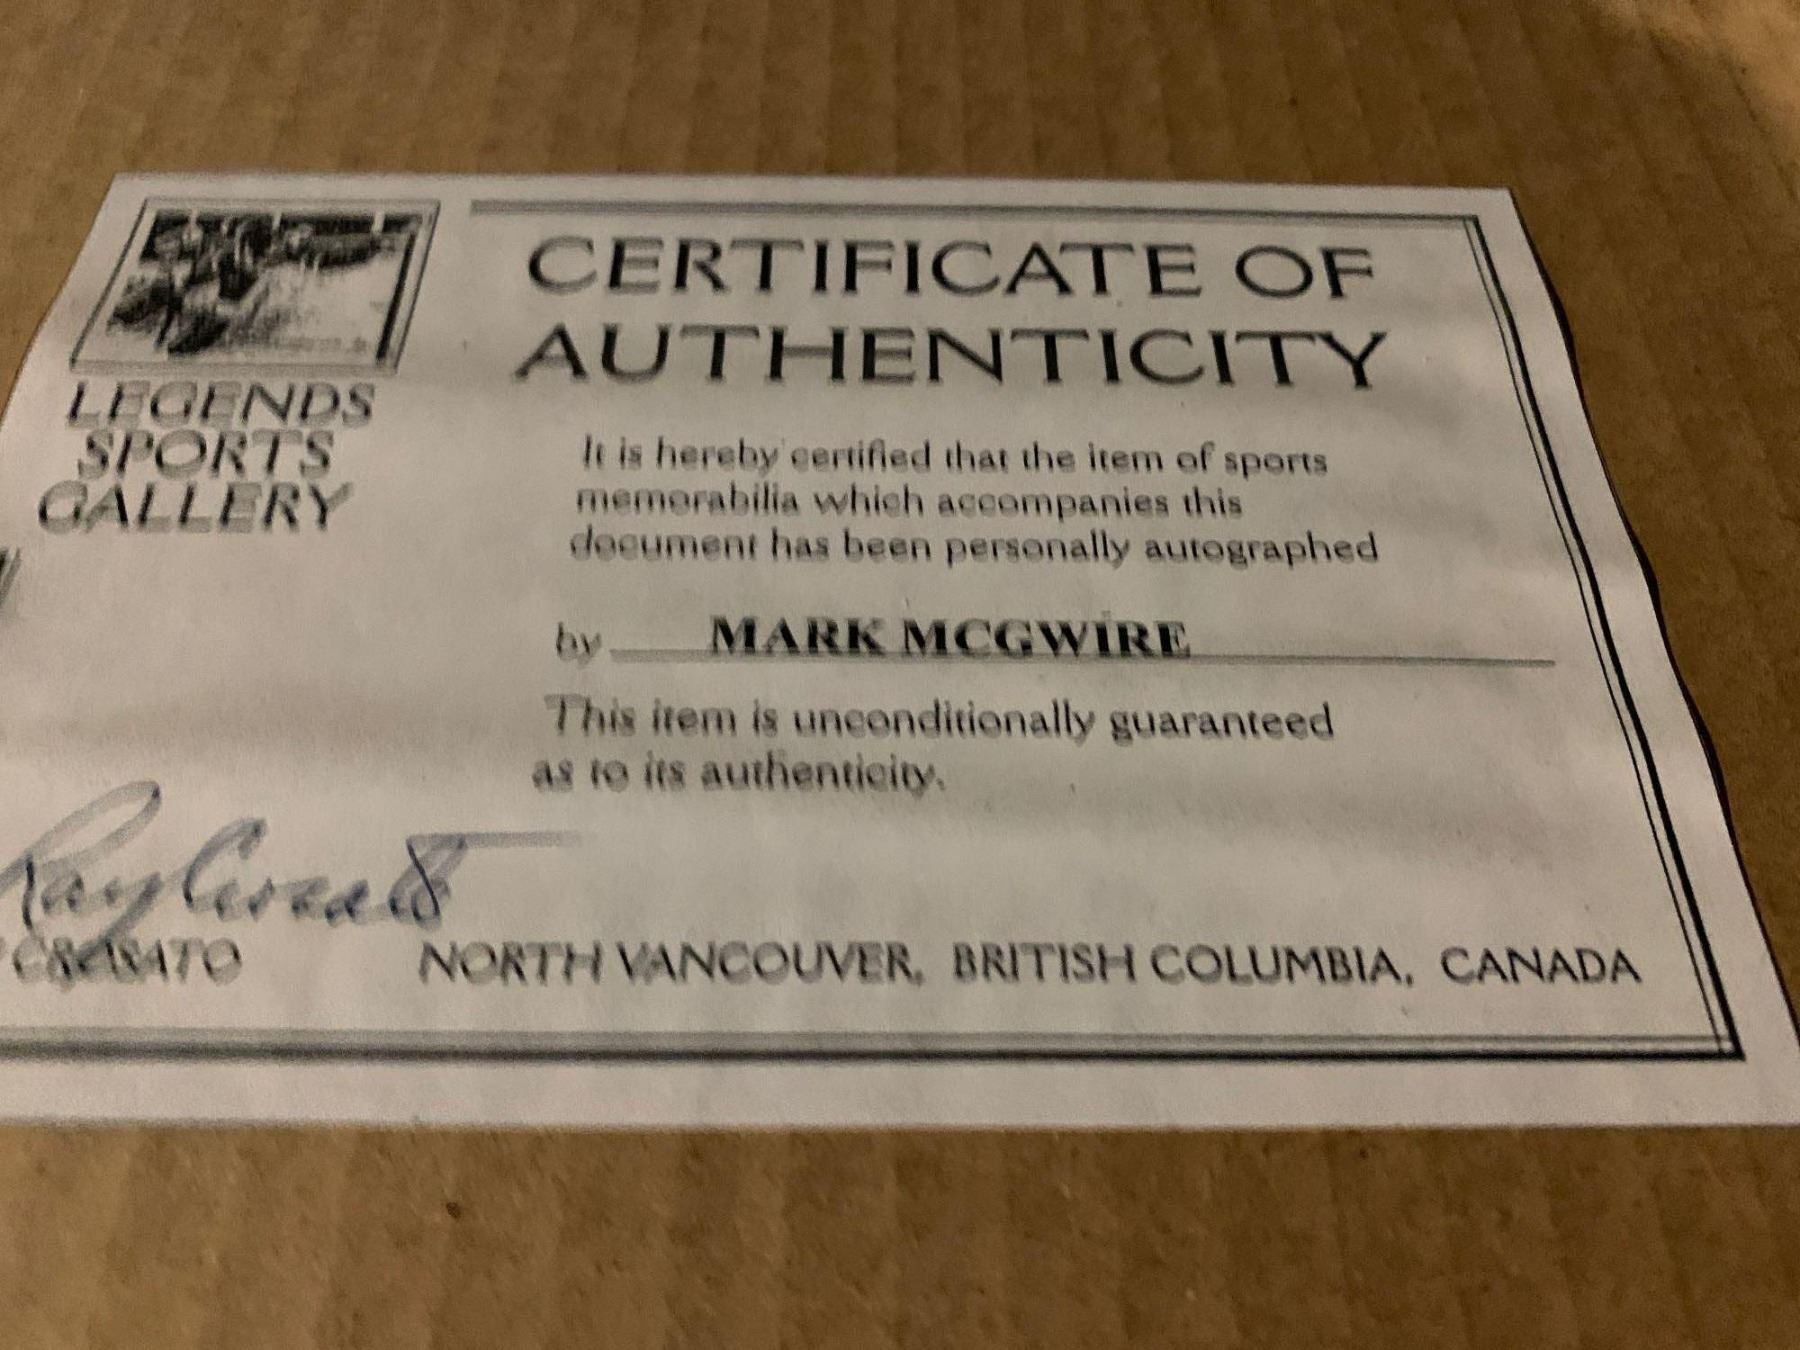 CERTIFICATE OF
AUTHENTICITY
LEGENDS
SPORTS
GALLERY
It is hereby certified that the item of sports
memorabilia which accompanies this
document has been personally autographed
by MARK MCGWIRE
This item is unconditionally guaranteed
as to its authenticity.
Ray
NORTH VANCOUVER, BRITISH COLUMBIA, CANADA